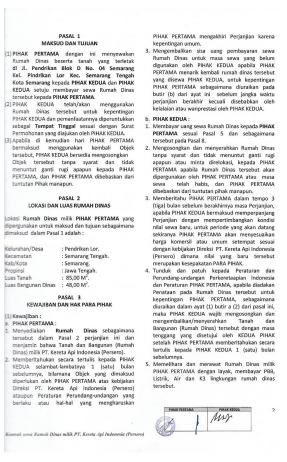 PASAL 1
MAKSUD DAN TUJUAN
(1) PIHAK PERTAMA dengan ini menyewakan
Rumah Dinas beserta tanah yang terletak
di Jl. Pendrikan Blok D No. 04 Semarang
Kel. Pindrikan Lor Kec. Semarang Tengah
Kota Semarang kepada PIHAK KEDUA dan PIHAK
KEDUA setuju membayar sewa Rumah Dinas
tersebut kepada PIHAK PERTAMA.
(2) PIHAK KEDUA telah/akan menggunakan
Rumah Dinas tersebut untuk kepentingan
PIHAK KEDUA dan pemanfaatannya diperuntukan
sebagai Tempat Tinggal sesuai dengan Surat
Permohonan yang diajukan oleh PIHAK KEDUA.
(3) Apabila di kemudian hari PIHAK PERTAMA
bermaksud menggunakan kembali Objek
tersebut, PIHAK KEDUA bersedia mengosongkan
Objek tersebut tanpa syarat dan tidak
menuntut ganti rugi apapun kepada PIHAK
PERTAMA, dan PIHAK PERTAMA dibebaskan dari
tuntutan Pihak manapun.
PASAL 2
LOKASI DAN LUAS RUMAH DINAS
Lokasi Rumah Dinas milik PIHAK PERTAMA yang
dipergunakan untuk maksud dan tujuan sebagaimana
dimaksud dalam Pasal 1 adalah :
Kelurahan/Desa : Pendrikan Lor,
Kecamatan : Semarang Tengah.
Kab/Kota : Semarang.
Propinsi : Jawa Tengah.
Luas Tanah : 85,00 M².
Luas Bangunan Dinas : 48,00 M².
PASAL 3
KEWAJIBAN DAN HAK PARA PIHAK
(1) Kewajiban :
a. PIHAK PERTAMA :
1. Menyediakan Rumah Dinas sebagaimana
tersebut dalam Pasal 2 perjanjian ini dan
menjamin bahwa Tanah dan Bangunan (Rumah
Dinas) milik PT. Kereta Api Indonesia (Persero).
2. Memberitahukan secara tertulis kepada PIHAK
KEDUA selambat-lambatnya 1 (satu) bulan
sebelumnya, bilamana Objek yang dimaksud
diperlukan oleh PIHAK PERTAMA atas kebijakan
Direksi PT. Kereta Api Indonesia (Persero)
ataupun Peraturan Perundang-undangan yang
berlaku atau hal-hal yang mengharuskan
PIHAK PERTAMA mengakhiri Perjanjian karena
kepentingan umum.
3. Mengembalikan sisa uang pembayaran sewa
Rumah Dinas untuk masa sewa yang belum
digunakan oleh PIHAK KEDUA apabila PIHAK
PERTAMA menarik kembali rumah dinas tersebut
yang disewa PIHAK KEDUA, untuk kepentingan
PIHAK PERTAMA sebagaimana diuraikan pada
butir (b) dari ayat ini sebelum jangka waktu
perjanjian berakhir kecuali disebabkan oleh
kelalaian atau wanprestasi oleh PIHAK KEDUA.
b. PIHAK KEDUA :
1. Membayar uang sewa Rumah Dinas kepada PIHAK
PERTAMA sesuai Pasal 5 dan sebagaimana
tersebut pada Pasal 8.
2. Mengosongkan dan menyerahkan Rumah Dinas
tanpa syarat dan tidak menuntut ganti rugi
apapun atau minta direlokasi, kepada PIHAK
PERTAMA apabila Rumah Dinas tersebut akan
dipergunakan oleh PIHAK PERTAMA atau masa
sewa telah habis, dan PIHAK PERTAMA
dibebaskan dari tuntutan pihak manapun.
3. Memberitahu PIHAK PERTAMA dalam tempo 3
(tiga) bulan sebelum berakhirnya masa Perjanjian,
apabila PIHAK KEDUA bermaksud memperpanjang
Perjanjian dengan mempertimbangkan kondisi
nilai sewa baru, untuk periode yang akan datang
sekiranya PIHAK PERTAMA akan menyesuaikan
harga komersil atau umum setempat sesuai
dengan kebijakan Direksi PT. Kereta Api Indonesia
(Persero) dimana nilai yang baru tersebut
merupakan kesepakatan PARA PIHAK.
4. Tunduk dan patuh kepada Peraturan dan
Perundang-undangan Perkeretaapian Indonesia
dan Peraturan PIHAK PERTAMA, apabila diadakan
Penataan pada Rumah Dinas tersebut untuk
kepentingan PIHAK PERTAMA, sebagaimana
diuraikan dalam ayat (1) butir a (2) dari pasal ini,
maka PIHAK KEDUA wajib mengosongkan dan
mengembalikan/menyerahkan Tanah dan
Bangunan (Rumah Dinas) tersebut dengan masa
tenggang yang disetujui oleh KEDUA PIHAK
setelah PIHAK PERTAMA memberitahukan secara
tertulis kepada PIHAK KEDUA 1 (satu) bulan
sebelumnya.
5. Memelihara dan merawat Rumah Dinas milik
PIHAK PERTAMA dengan layak, membayar PBB,
Listrik, Air dan K3 lingkungan rumah dinas
tersebut.
PIHAK PERTAMA PIHAK KEDUA
2
Kontrak sewa Rumah Dinas milik PT. Kereta Api Indonesia (Persero)